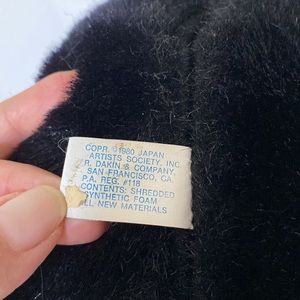 COPR. ©1980 JAPAN
ARTISTS SOCIETY, INC.
R. DAKIN & COMPANY,
SAN FRANCISCO, CA.
P.A. REG. #118
CONTENTS: SHREDDED
SYNTHETIC FOAM
ALL NEW MATERIALS